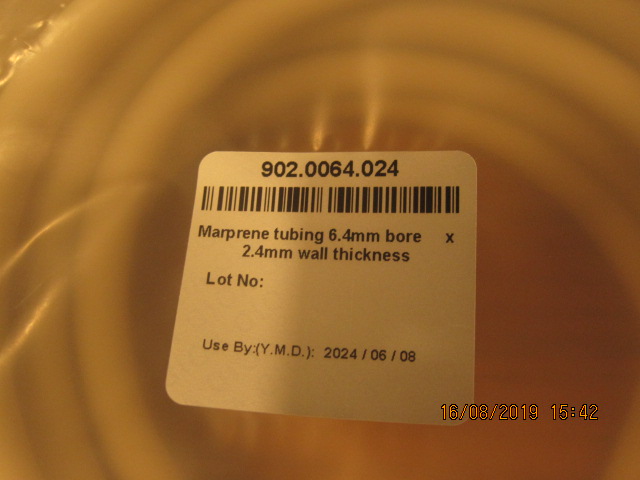 902.0064.024
Marprene tubing 6.4mm bore x
2.4mm wall thickness
Lot No:
Use By:(Y.M.D.): 2024 / 06 / 08
16/08/2019 15:42